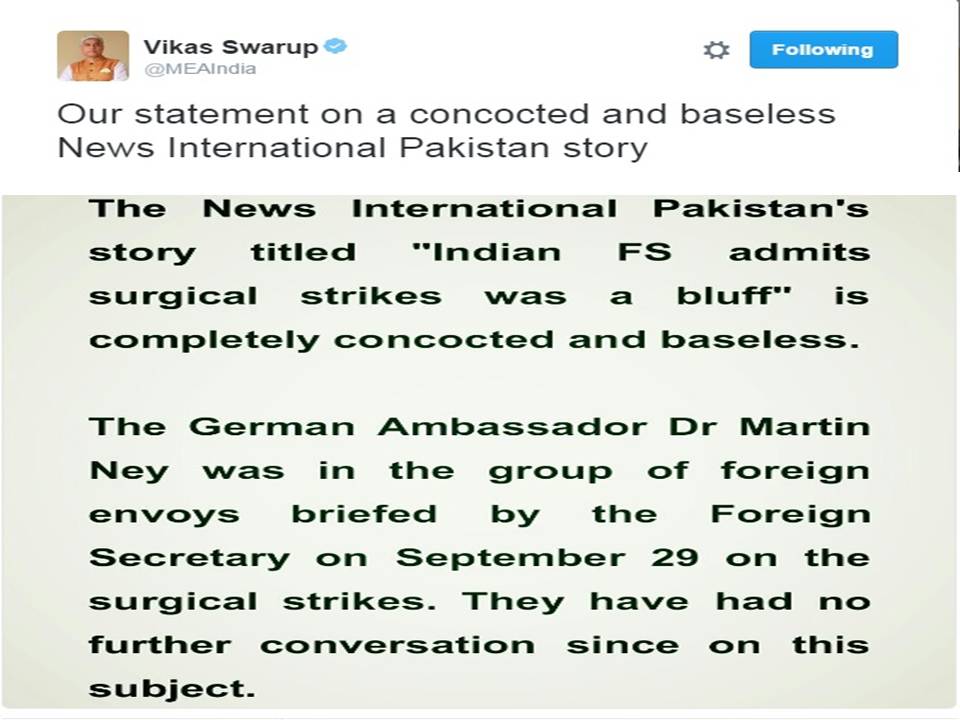 Vikas Swarup
@MEAIndia
Following
Our statement on a concocted and baseless
News International Pakistan story
The News International Pakistan's
story titled "Indian FS admits
surgical strikes was a bluff" is
completely concocted and baseless.
The German Ambassador Dr Martin
Ney was in the group of foreign
envoys briefed by the Foreign
Secretary on September 29 on the
surgical strikes. They have had no
further conversation since on this
subject.